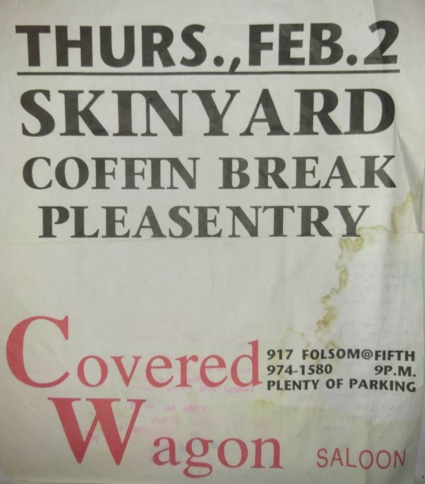 THURS., FEB. 2
SKINYARD
COFFIN BREAK
PLEASENTRY
Covered
917 FOLSOM@FIFTH
974-1580 9P.M.
PLENTY OF PARKING
Wagon
SALOON